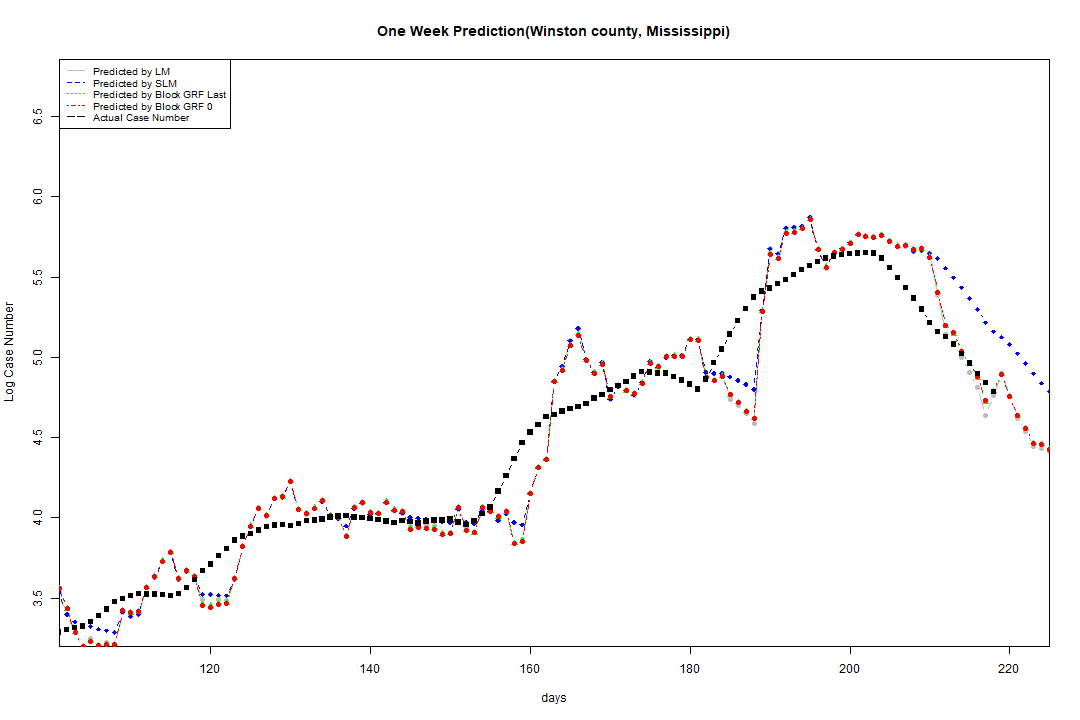 One Week Prediction(Winston county, Mississippi)
Predicted by LM
Predicted by SLM
Predicted by Block GRF Last
Predicted by Block GRF 0
Actual Case Number
Log Case Number
6.5
6.0
5.5
5.0
4.5
4.0
3.5
120 140 160 180 200 220
days